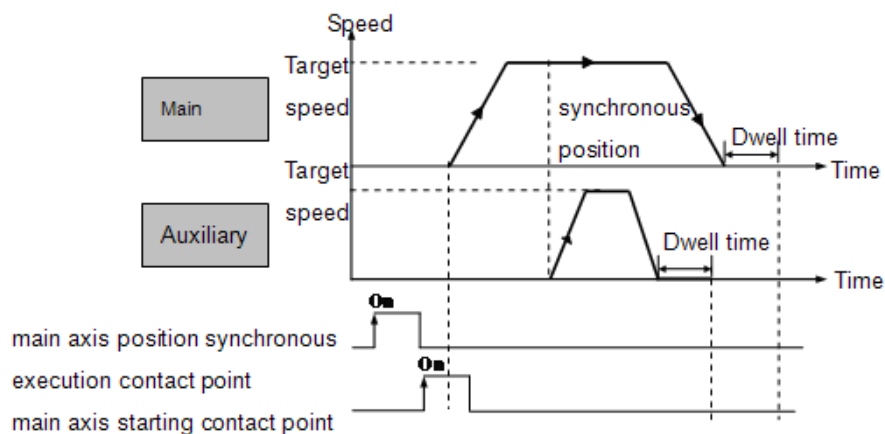 Speed
Target
speed
Main
synchronous
position
Dwell time
Target
Time
speed
Auxiliary
Dwell time
Time
On
main axis position synchronous
On
execution contact point
main axis starting contact point